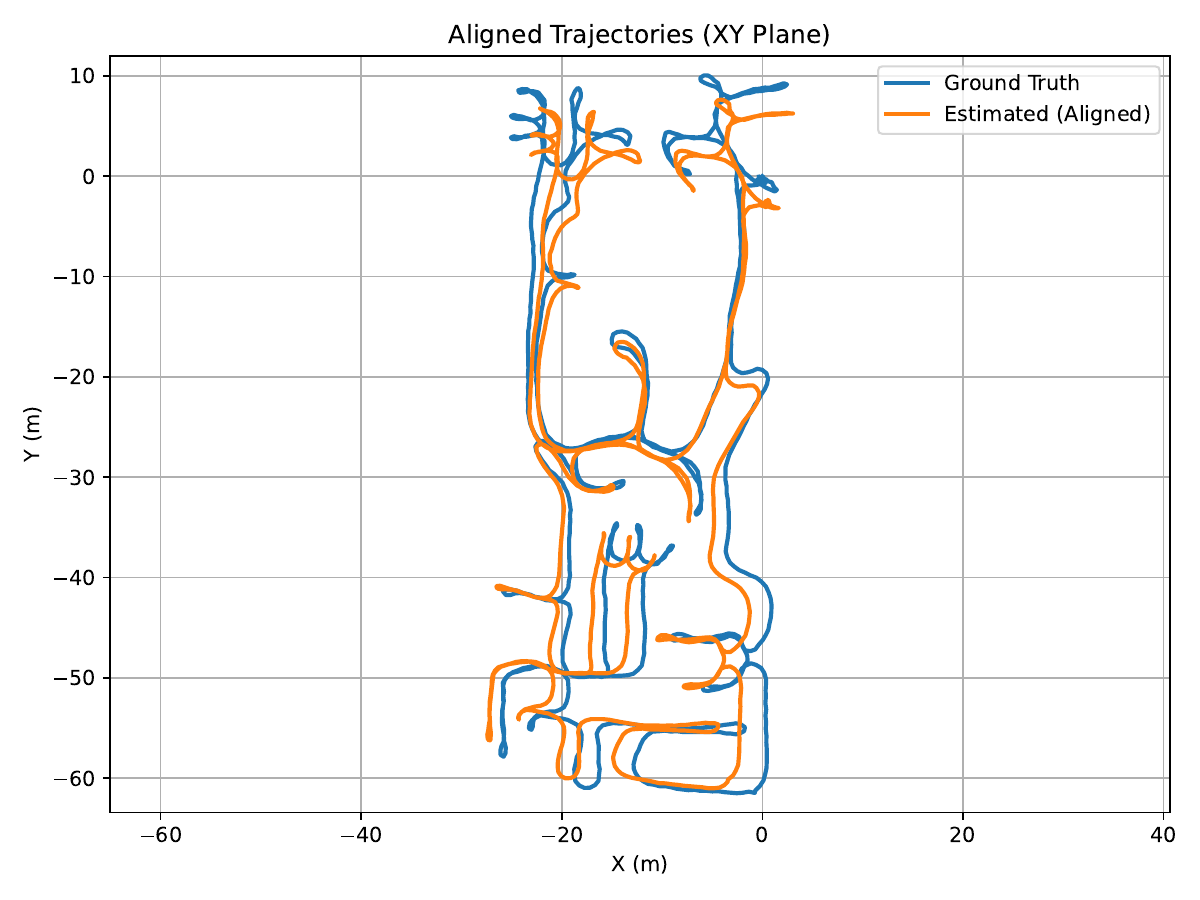 Aligned Trajectories (XY Plane)
Ground Truth
Estimated (Aligned)
10
0
−10
−20
−30
−40
−50
−60
Y (m)
−60
−40
−20
0
20
40
X (m)